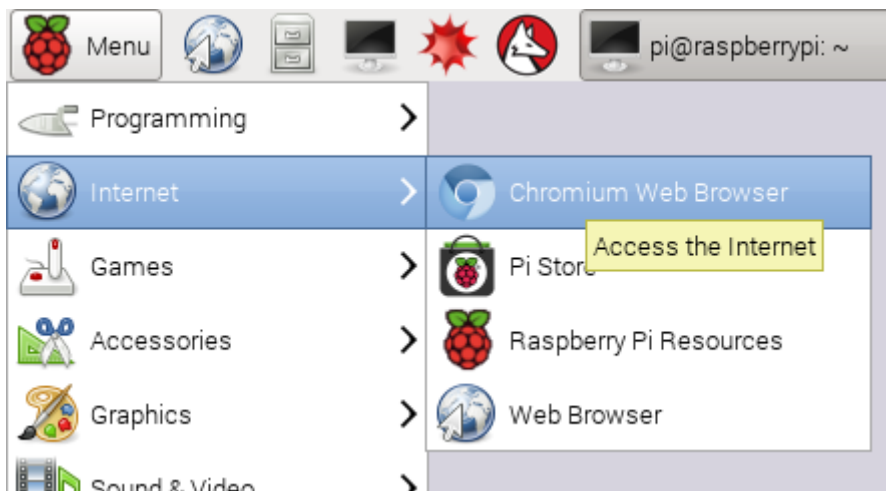 Menu
pi@raspberrypi: ~
Programming
Internet
Chromium Web Browser
Access the Internet
Games
Pi Store
Accessories
Raspberry Pi Resources
Graphics
Web Browser
Sound & Video